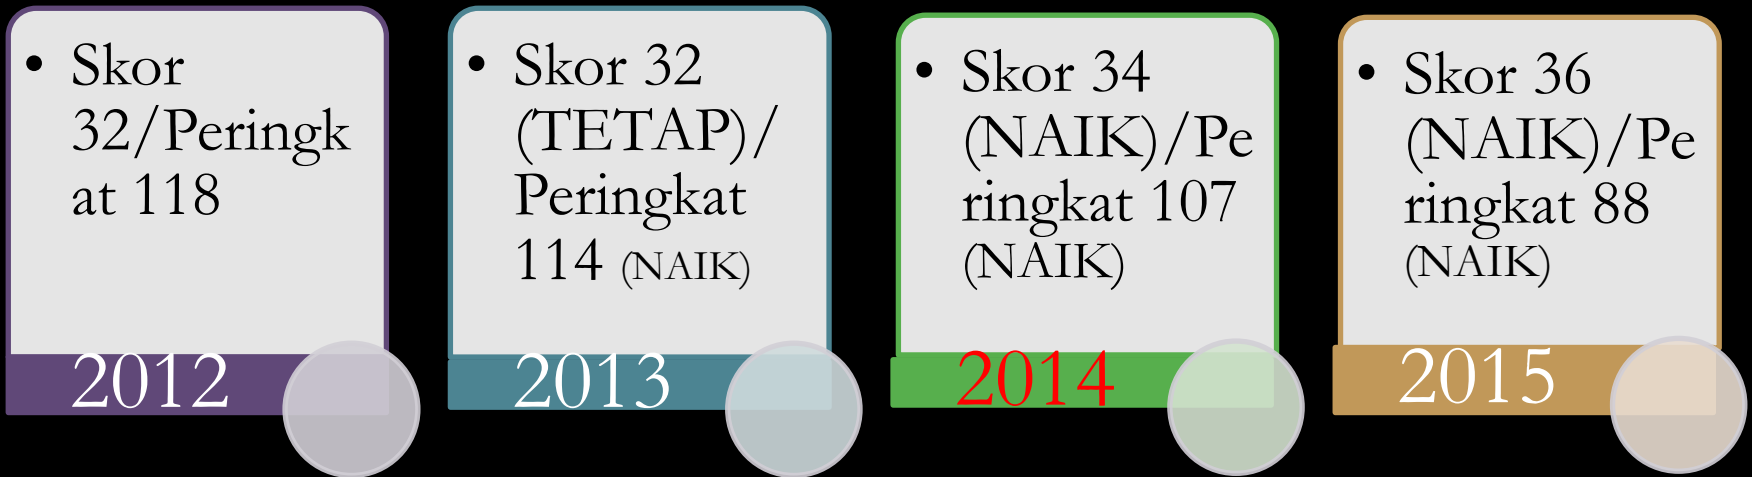 • Skor
32/Peringk
at 118
2012
• Skor 32
(TETAP)/
Peringkat
114 (NAIK)
2013
• Skor 34
(NAIK)/Pe
ringkat 107
(NAIK)
2014
• Skor 36
(NAIK)/Pe
ringkat 88
(NAIK)
2015